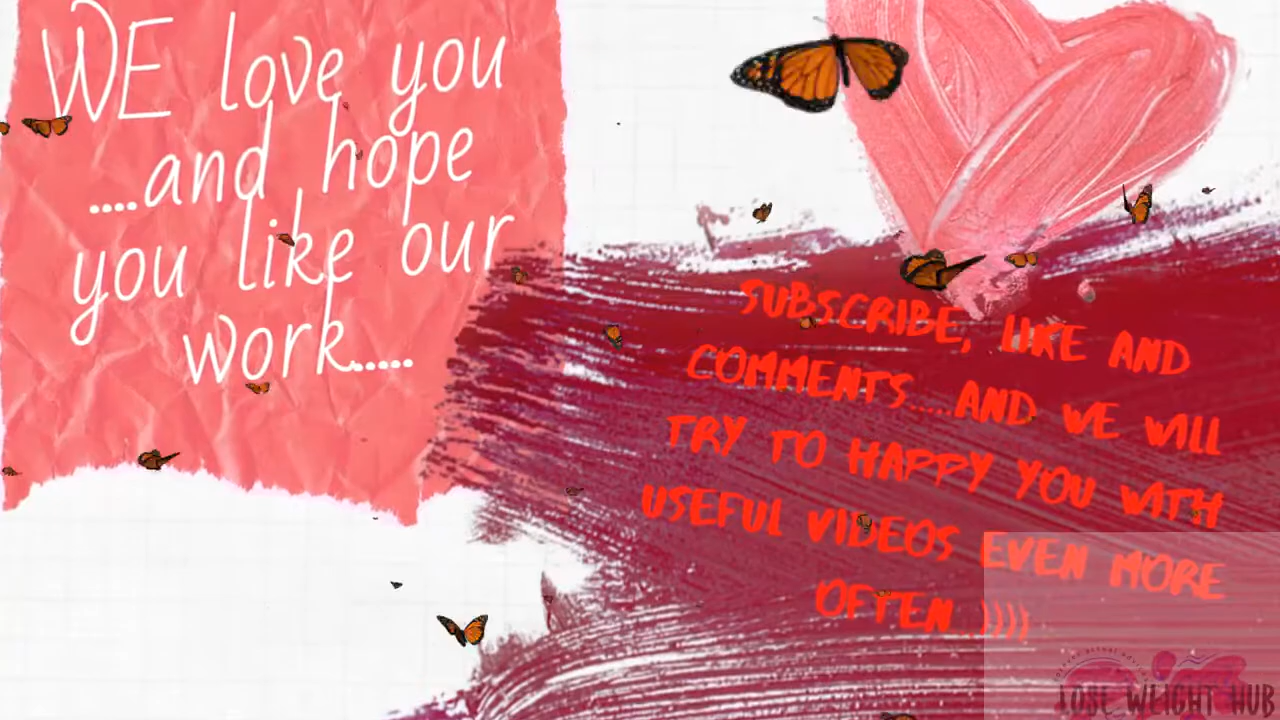 WE love you
....and hope
you like our
work.....
SUBSCRIBE, LIKE AND
COMMENTS.....AND WE WILL
TRY TO HAPPY YOU WITH
USEFUL VIDEOS EVEN MORE
OFTEN..))))
LOSE WEIGHT HUB